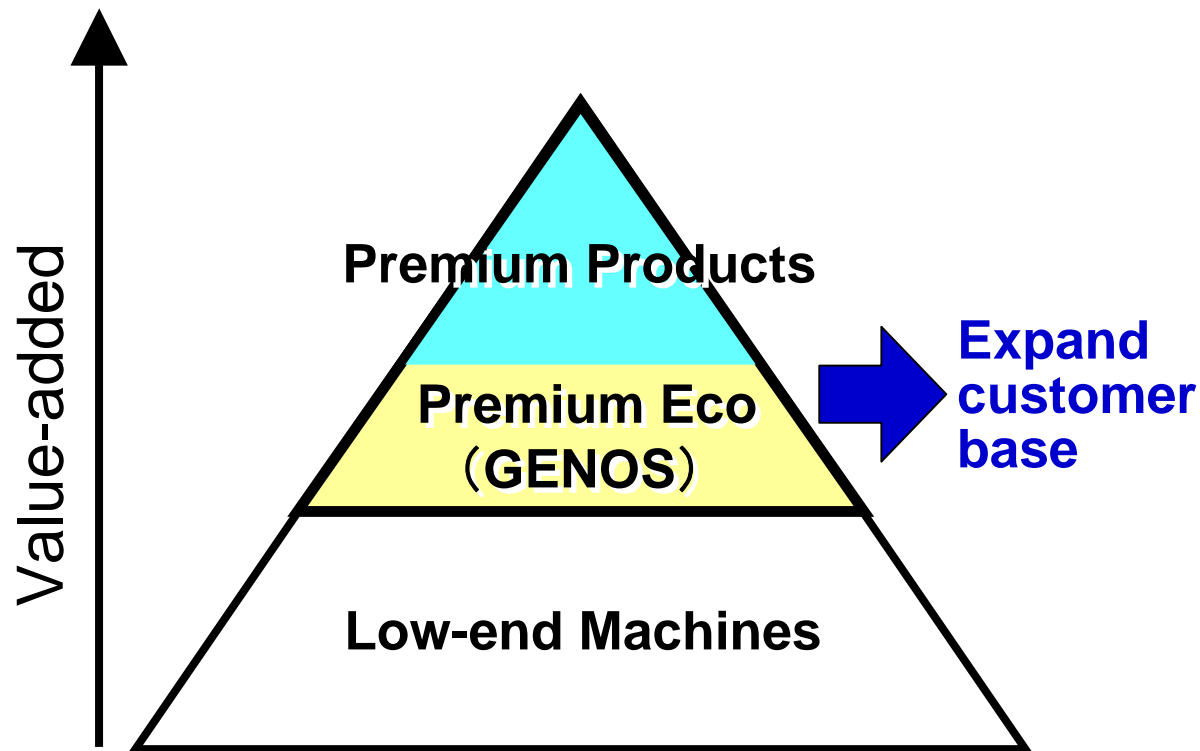 Value-added
Premium Products
Premium Eco
（GENOS）
Expand
customer
base
Low-end Machines